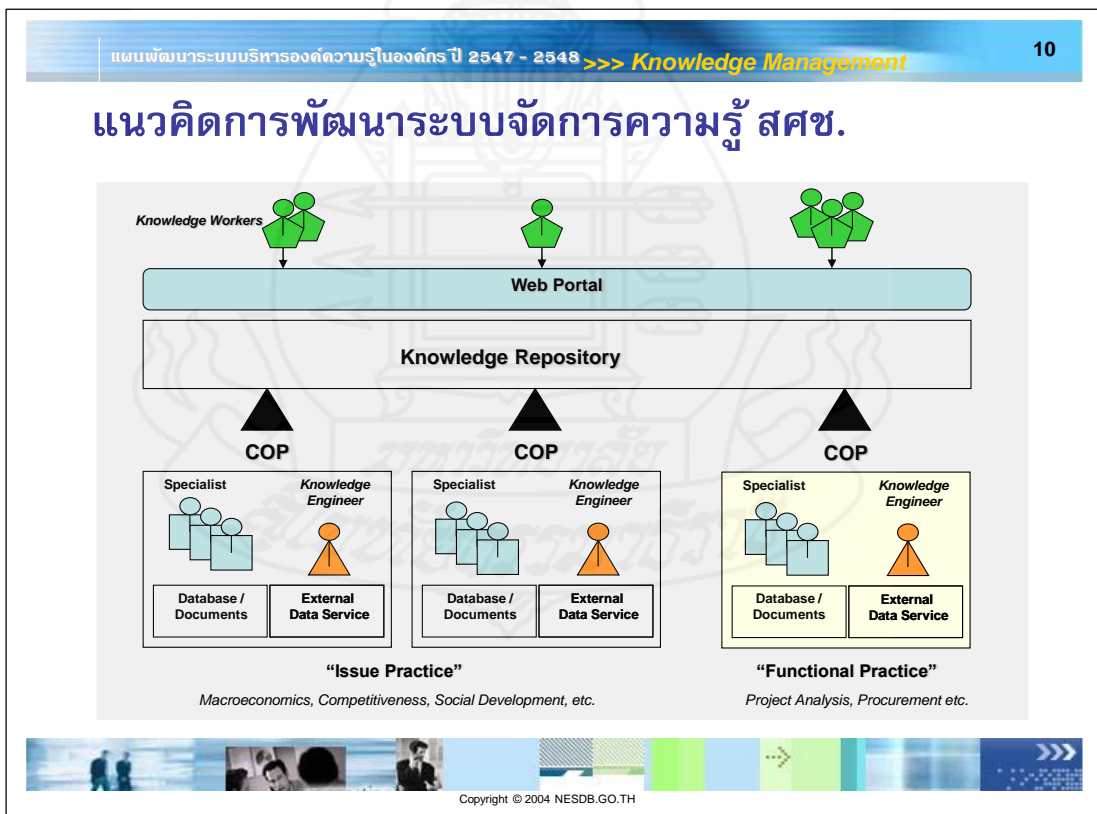 แผนพัฒนาระบบบริหารองค์ความรู้ในองค์กร ปี 2547 - 2548 >>> Knowledge Management
10
แนวคิดการพัฒนาระบบจัดการความรู้ สศช.
Knowledge Workers
Web Portal
Knowledge Repository
COP COP COP
Specialist Knowledge Engineer Specialist Knowledge Engineer Specialist Knowledge Engineer
Database / Documents External Data Service Database / Documents External Data Service Database / Documents External Data Service
“Issue Practice” “Functional Practice”
Macroeconomics, Competitiveness, Social Development, etc. Project Analysis, Procurement etc.
Copyright © 2004 NESDB.GO.TH